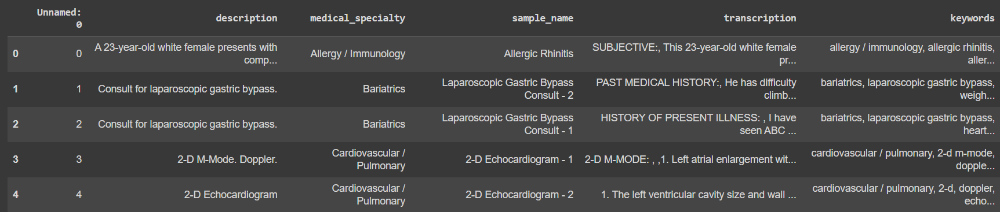 Unnamed: 0 description medical_specialty sample_name transcription keywords
0 0 A 23-year-old white female presents with comp... Allergy / Immunology Allergic Rhinitis SUBJECTIVE:, This 23-year-old white female pr... allergy / immunology, allergic rhinitis, aller...
1 1 Consult for laparoscopic gastric bypass. Bariatrics Laparoscopic Gastric Bypass Consult - 2 PAST MEDICAL HISTORY:, He has difficulty climb... bariatrics, laparoscopic gastric bypass, weigh...
2 2 Consult for laparoscopic gastric bypass. Bariatrics Laparoscopic Gastric Bypass Consult - 1 HISTORY OF PRESENT ILLNESS: , I have seen ABC ... bariatrics, laparoscopic gastric bypass, heart...
3 3 2-D M-Mode. Doppler. Cardiovascular / Pulmonary 2-D Echocardiogram - 1 2-D M-MODE: , ,1. Left atrial enlargement wit... cardiovascular / pulmonary, 2-d m-mode, dopple...
4 4 2-D Echocardiogram Cardiovascular / Pulmonary 2-D Echocardiogram - 2 1. The left ventricular cavity size and wall ... cardiovascular / pulmonary, 2-d, doppler, echo...